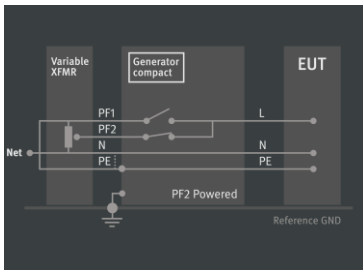 Variable
XFMR
Generator
compact
EUT
PF1
L
PF2
Net
N
N
PE
PE
PF2 Powered
Reference GND